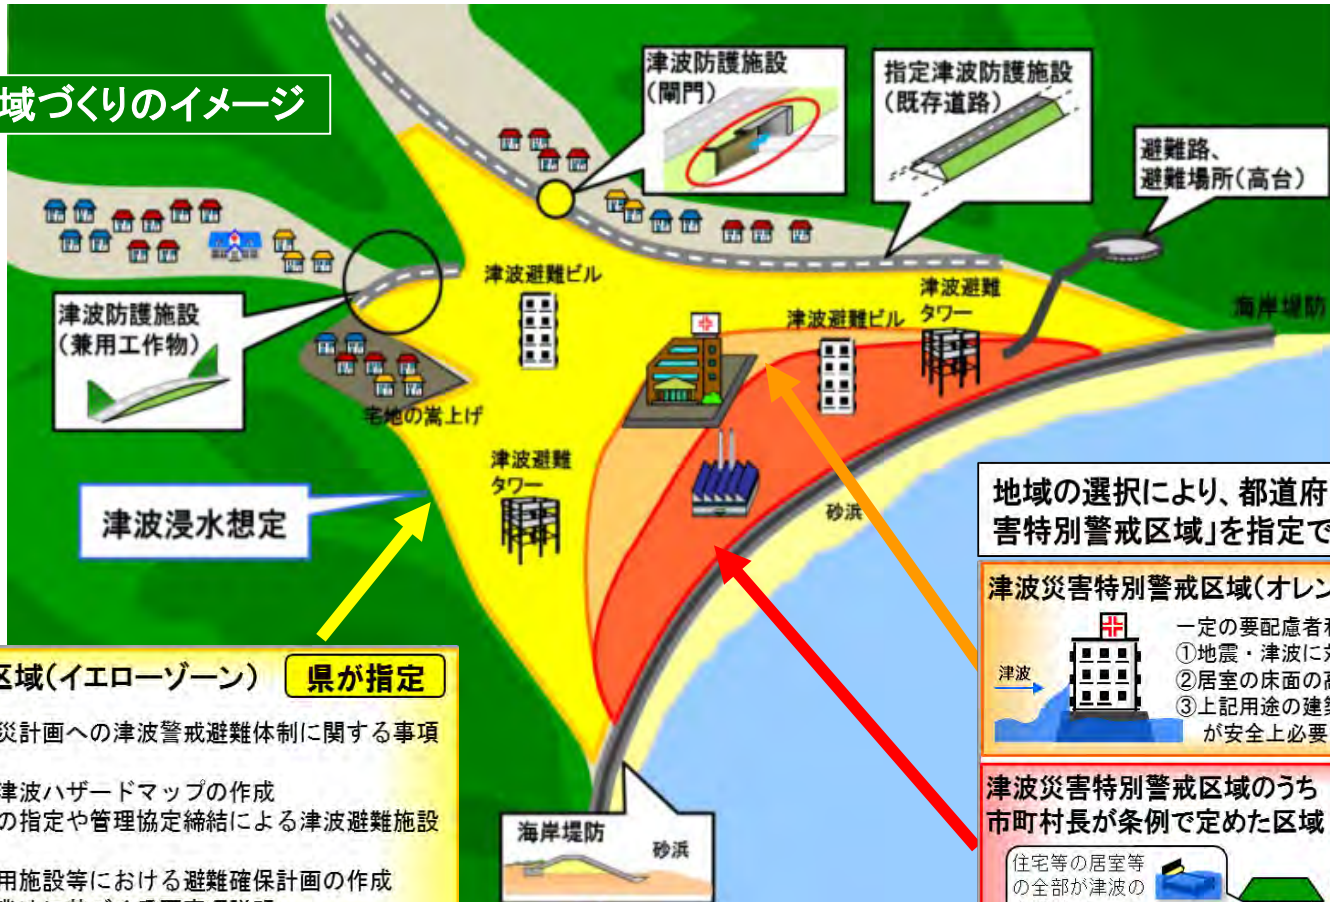 域づくりのイメージ
津波防護施設
(閘門)
指定津波防護施設
(既存道路)
避難路、
避難場所(高台)
津波避難ビル
津波避難
タワー
津波避難ビル
海岸堤防
津波防護施設
(兼用工作物)
宅地の嵩上げ
津波避難
タワー
砂浜
津波浸水想定
地域の選択により、都道府
害特別警戒区域」を指定で
津波災害特別警戒区域(オレン
一定の要配慮者
①地震・津波に
②居室の床面の
③上記用途の建
が安全上必要
津波
区域(イエローゾーン)
県が指定
災計画への津波警戒避難体制に関する事項
津波ハザードマップの作成
の指定や管理協定締結による津波避難施設
用施設等における避難確保計画の作成
津波災害特別警戒区域のうち
市町村長が条例で定めた区域
住宅等の居室等
の全部が津波の
海岸堤防
砂浜